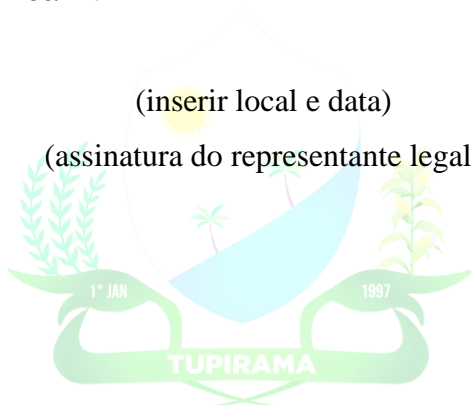 (inserir local e data)
(assinatura do representante legal
1° JAN
1997
TUPIRAMA